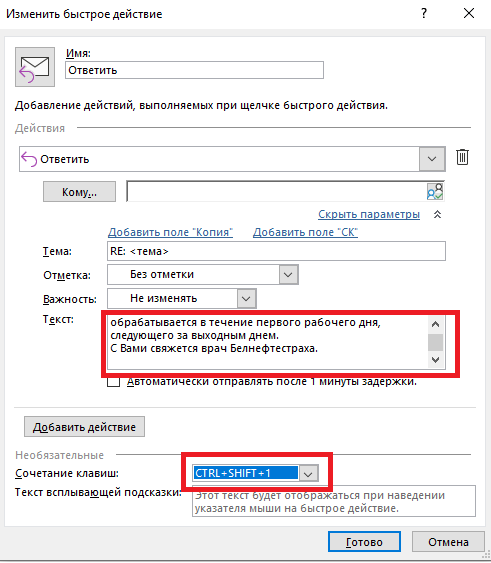 Изменить быстрое действие
?
Имя:
Ответить
Добавление действий, выполняемых при щелчке быстрого действия.
Действия
Ответить
Кому...
Скрыть параметры
Добавить поле "Копия" Добавить поле "СК"
Тема: RE: <тема>
Отметка: Без отметки
Важность: Не изменять
Текст:
обрабатывается в течение первого рабочего дня,
следующего за выходным днем.
С Вами свяжется врач Белнефтестраха.
Автоматически отправлять после 1 минуты задержки.
Добавить действие
Необязательные
Сочетание клавиш: CTRL+SHIFT+1
Текст всплывающей подсказки: Этот текст будет отображаться при наведении
указателя мыши на быстрое действие.
Готово Отмена